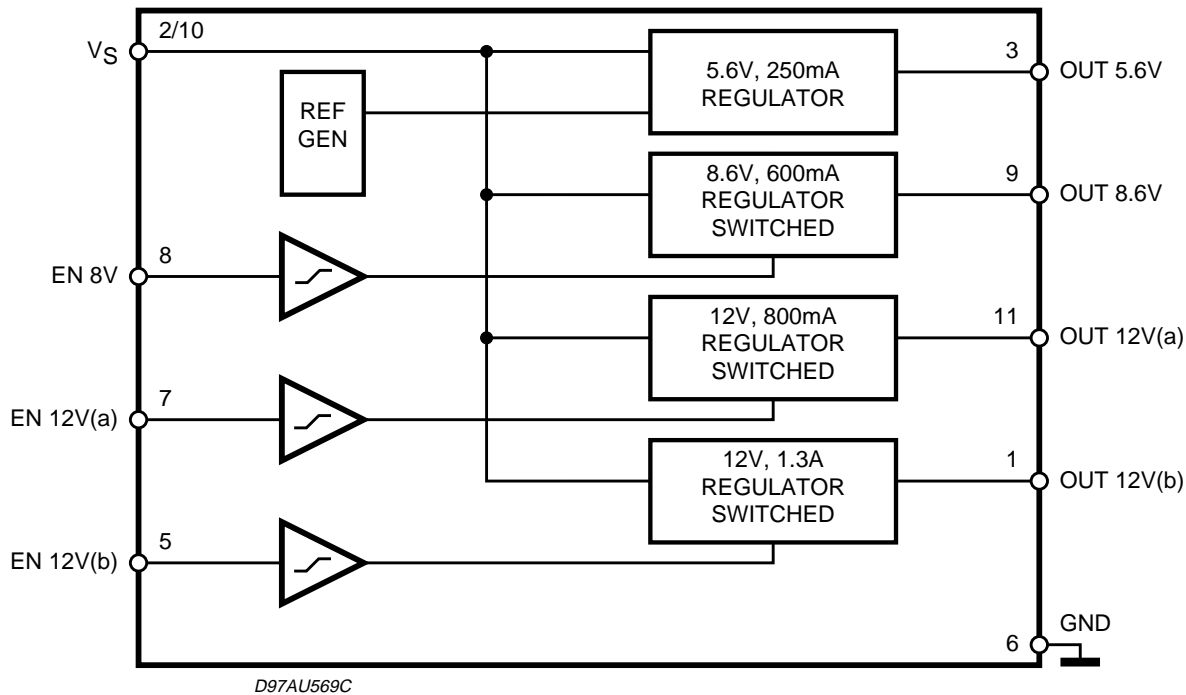 2/10
VS
5.6V, 250mA
REGULATOR
3
OUT 5.6V
REF
GEN
8.6V, 600mA
REGULATOR
SWITCHED
9
OUT 8.6V
8
EN 8V
12V, 800mA
REGULATOR
SWITCHED
11
OUT 12V(a)
7
EN 12V(a)
12V, 1.3A
REGULATOR
SWITCHED
1
OUT 12V(b)
5
EN 12V(b)
6
GND
D97AU569C